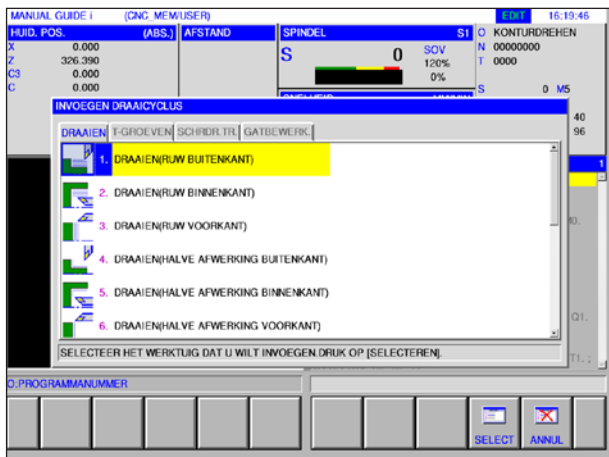 MANUAL GUIDE i (CNC_MEM/USER) EDIT 16:19:46
HUID. POS. (ABS.) AFSTAND SPINDEL S1 O KONTURDREHEN
X 0.000 S 0 SOV N 00000000
Z 326.390 120% T 0000
C3 0.000 0%
C 0.000 S 0 M5
INVOEGEN DRAAICYCLUS
40
DRAAIEN T-GROEVEN SCHRDR.TR. GATBEWERK. 96
1. DRAAIEN(RUW BUITENKANT) 1
2. DRAAIEN(RUW BINNENKANT)
3. DRAAIEN(RUW VOORKANT) M0.
4. DRAAIEN(HALVE AFWERKING BUITENKANT)
5. DRAAIEN(HALVE AFWERKING BINNENKANT)
6. DRAAIEN(HALVE AFWERKING VOORKANT) Q1.
SELECTEER HET WERKTUIG DAT U WILT INVOEGEN.DRUK OP [SELECTEREN]. T1. ;
O:PROGRAMMANUMMER
SELECT ANNUL